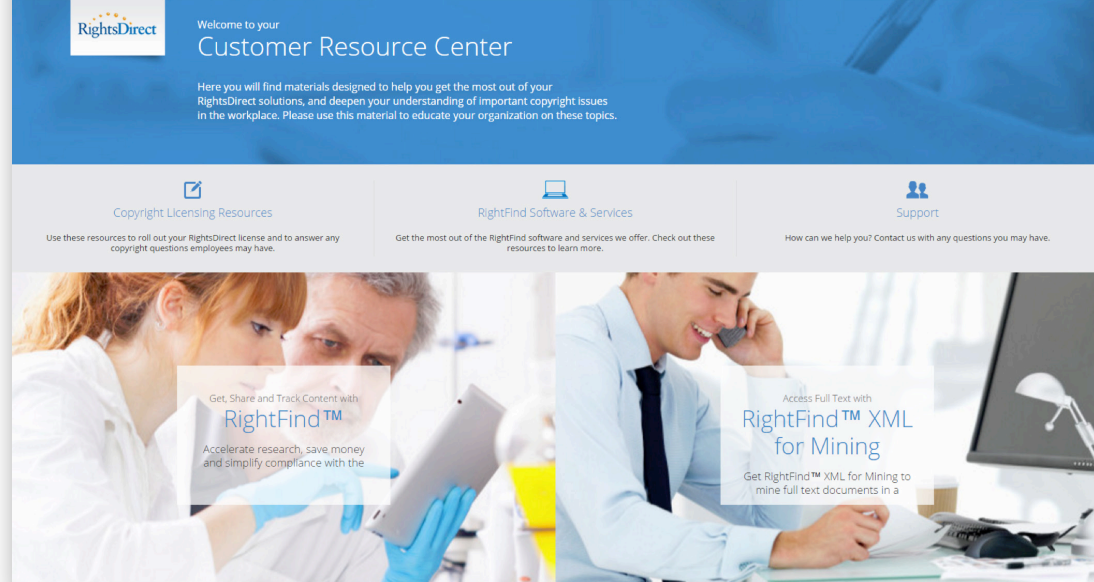 RightsDirect
Welcome to your
Customer Resource Center
Here you will find materials designed to help you get the most out of your
RightsDirect solutions, and deepen your understanding of important copyright issues
in the workplace. Please use this material to educate your organization on these topics.
Copyright Licensing Resources
Use these resources to roll out your RightsDirect license and to answer any
copyright questions employees may have.
RightFind Software & Services
Get the most out of the RightFind software and services we offer. Check out these
resources to learn more.
Support
How can we help you? Contact us with any questions you may have.
Get, Share and Track Content with
RightFind™
Accelerate research, save money
and simplify compliance with the
Access Full Text with
RightFind™ XML
for Mining
Get RightFind™ XML for Mining to
mine full text documents in a